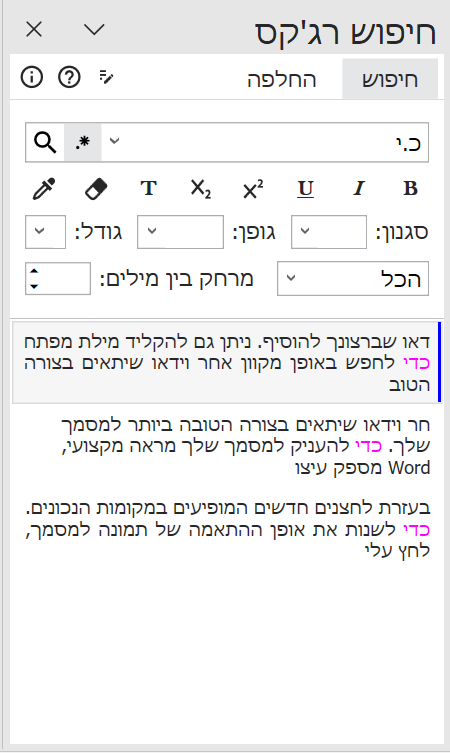 חיפוש רג'קס
חיפוש החלפה
כ.י .*
B I U X² X₂ T
סגנון: גופן: גודל:
הכל מרחק בין מילים:
דאו שברצונך להוסיף. ניתן גם להקליד מילת מפתח
כדי לחפש באופן מקוון אחר וידאו שיתאים בצורה
הטוב
חר וידאו שיתאים בצורה הטובה ביותר למסמך
שלך. כדי להעניק למסמך שלך מראה מקצועי,
Word מספק עיצו
בעזרת לחצנים חדשים המופיעים במקומות הנכונים.
כדי לשנות את אופן ההתאמה של תמונה למסמך,
לחץ עלי